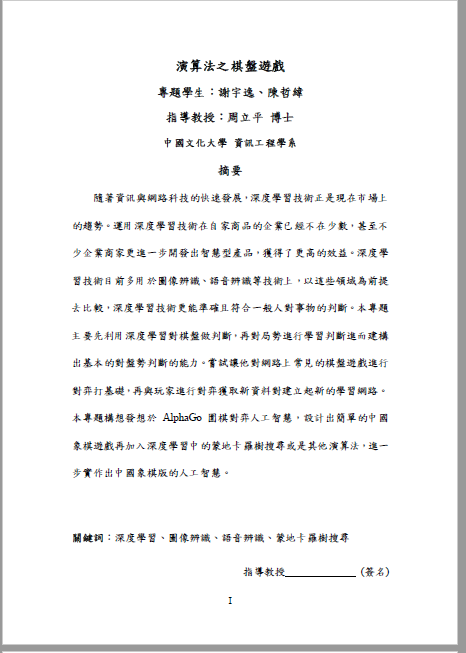 演算法之棋盤遊戲
專題學生：謝宇逸、陳哲緯
指導教授：周立平 博士
中國文化大學 資訊工程學系
摘要
隨著資訊與網路科技的快速發展，深度學習技術正是現在市場上
的趨勢。運用深度學習技術在自家商品的企業已經不在少數，甚至不
少企業商家更進一步開發出智慧型產品，獲得了更高的效益。深度學
習技術目前多用於圖像辨識、語音辨識等技術上，以這些領域為前提
去比較，深度學習技術更能準確且符合一般人對事物的判斷。本專題
主要先利用深度學習對棋盤做判斷，再對局勢進行學習判斷進而建構
出基本的對盤勢判斷的能力。嘗試讓他對網路上常見的棋盤遊戲進行
對弈打基礎，再與玩家進行對弈獲取新資料對建立起新的學習網路。
本專題構想發想於 AlphaGo 圍棋對弈人工智慧，設計出簡單的中國
象棋遊戲再加入深度學習中的蒙地卡羅樹搜尋或是其他演算法，進一
步實作出中國象棋版的人工智慧。
關鍵詞：深度學習、圖像辨識、語音辨識、蒙地卡羅樹搜尋
指導教授______________ (簽名)
I